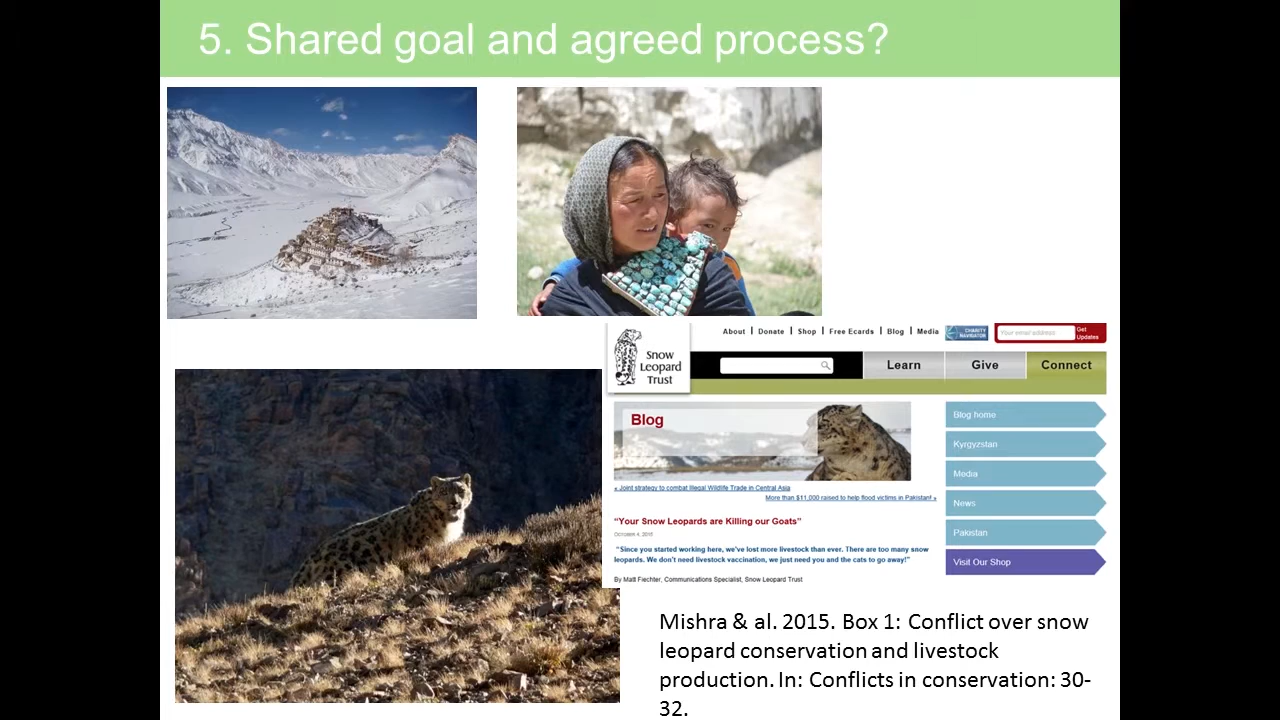 5. Shared goal and agreed process?
Snow
Leopard
Trust
About | Donate | Shop | Free Ecards | Blog | Media
CHARITY
NAVIGATOR
Your email address
Get
Updates
Learn
Give
Connect
Blog
Blog home
Kyrgyzstan
Media
News
Pakistan
Visit Our Shop
« Joint strategy to combat Illegal Wildlife Trade in Central Asia
More than $11,000 raised to help flood victims in Pakistan! »
“Your Snow Leopards are Killing our Goats”
“Since you started working here, we've lost more livestock than ever. There are too many snow
leopards. We don't need livestock vaccination, we just need you and the cats to go away!”
By Matt Fiechter, Communications Specialist, Snow Leopard Trust
Mishra & al. 2015. Box 1: Conflict over snow
leopard conservation and livestock
production. In: Conflicts in conservation: 30-
32.